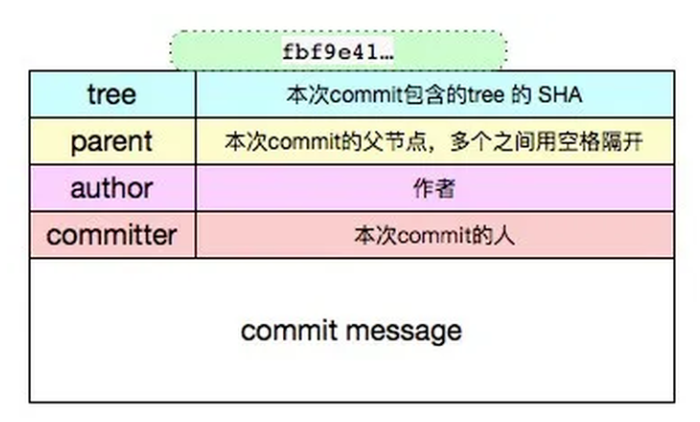 fbf9e41…
tree 本次commit包含的tree 的 SHA
parent 本次commit的父节点，多个之间用空格隔开
author 作者
committer 本次commit的人
commit message